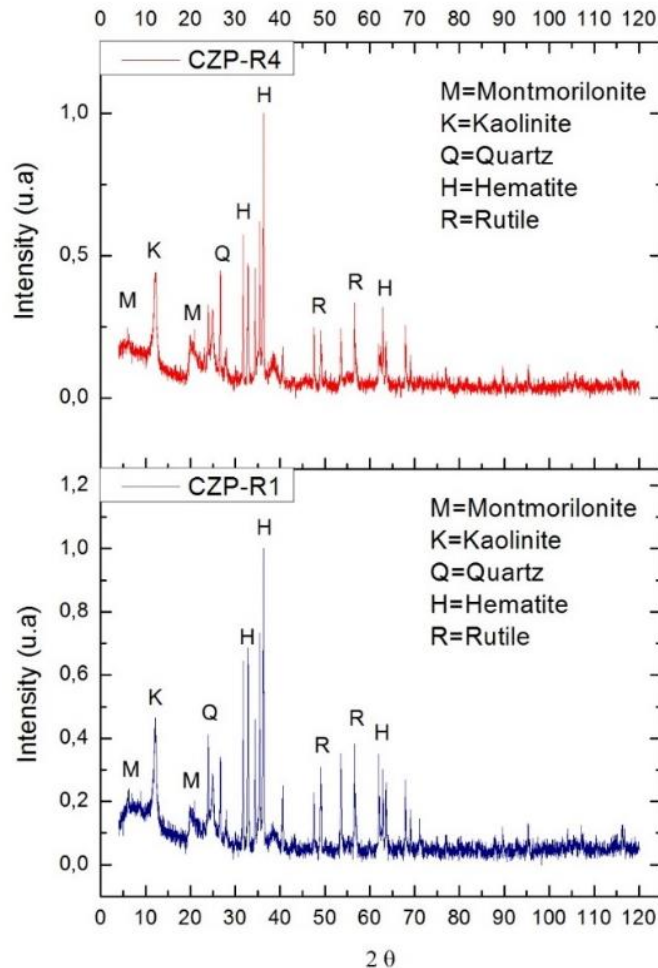 0 10 20 30 40 50 60 70 80 90 100 110 120
CZP-R4
H
M=Montmorilonite
K=Kaolinite
Q=Quartz
H=Hematite
R=Rutile
1,0
0,5
0,0
Intensity (u.a)
H
K
Q
M
M
R
R
H
CZP-R1
1,2
1,0
0,8
0,6
0,4
0,2
0,0
Intensity (u.a)
H
M=Montmorilonite
K=Kaolinite
Q=Quartz
H=Hematite
R=Rutile
H
K
Q
M
M
R
R
H
0 10 20 30 40 50 60 70 80 90 100 110 120
2 θ